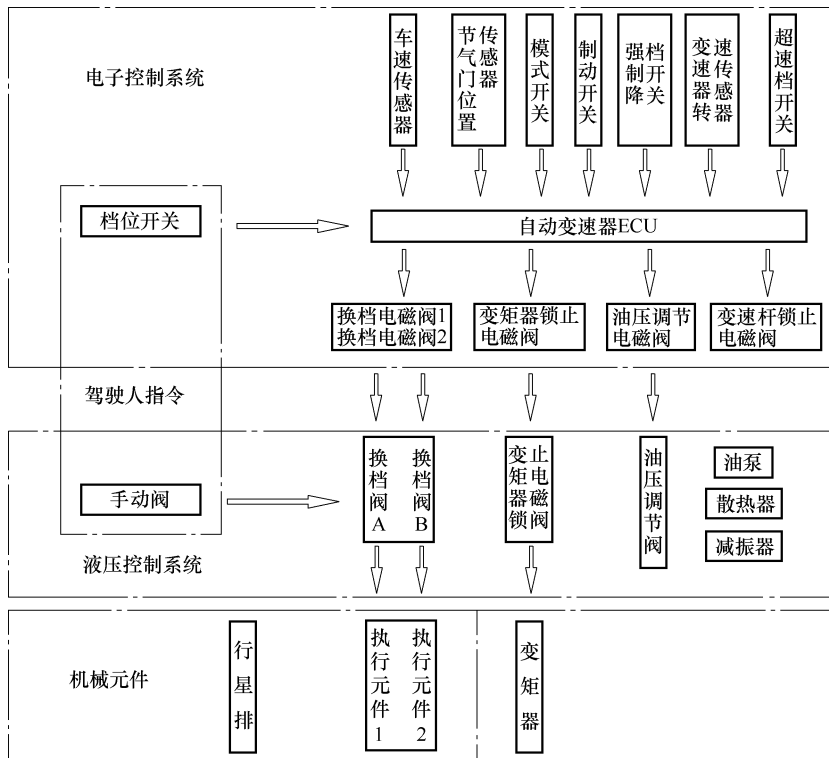 电子控制系统
车速传感器
节气门位置
传感器
模式开关
制动开关
强制降
档开关
变速器转
速传感器
超速档开关
档位开关
自动变速器ECU
换档电磁阀1
换档电磁阀2
变矩器锁止
电磁阀
油压调节
电磁阀
变速杆锁止
电磁阀
驾驶人指令
手动阀
换档阀A
换档阀B
变矩器锁
止电磁阀
油压调节阀
油泵
散热器
减振器
液压控制系统
机械元件
行星排
执行元件1
执行元件2
变矩器